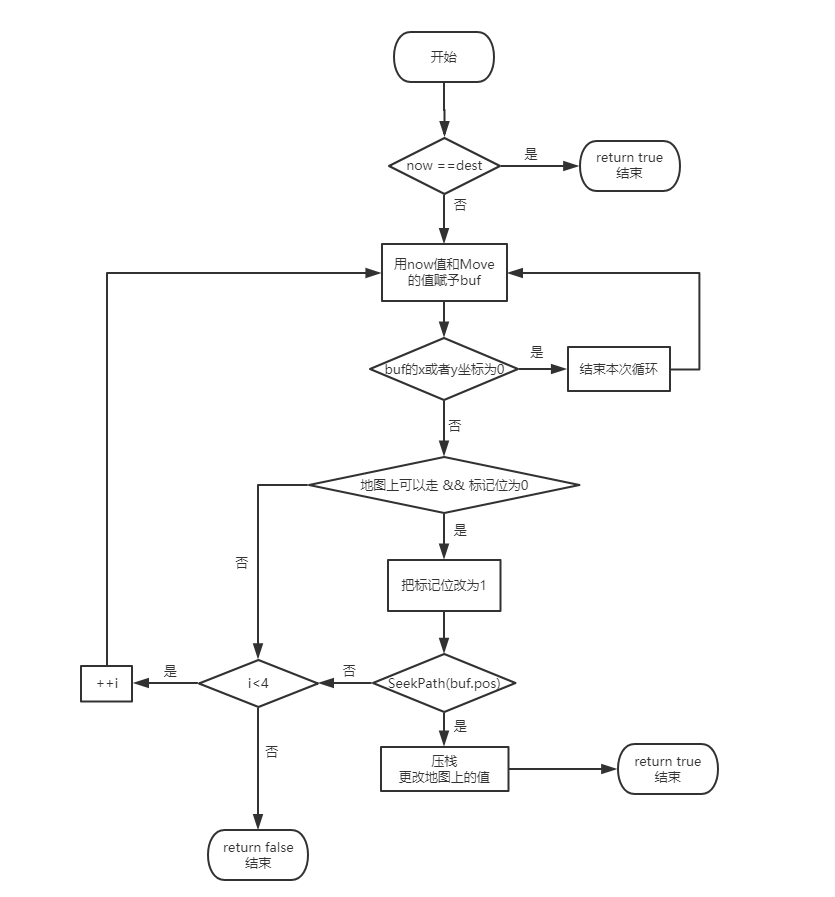 开始
now ==dest
是
return true
结束
否
用now值和Move
的值赋予buf
buf的x或者y坐标为0
是
结束本次循环
否
地图上可以走 && 标记位为0
是
否
把标记位改为1
++i
是
i<4
否
SeekPath(buf.pos)
是
否
压栈
更改地图上的值
return true
结束
return false
结束